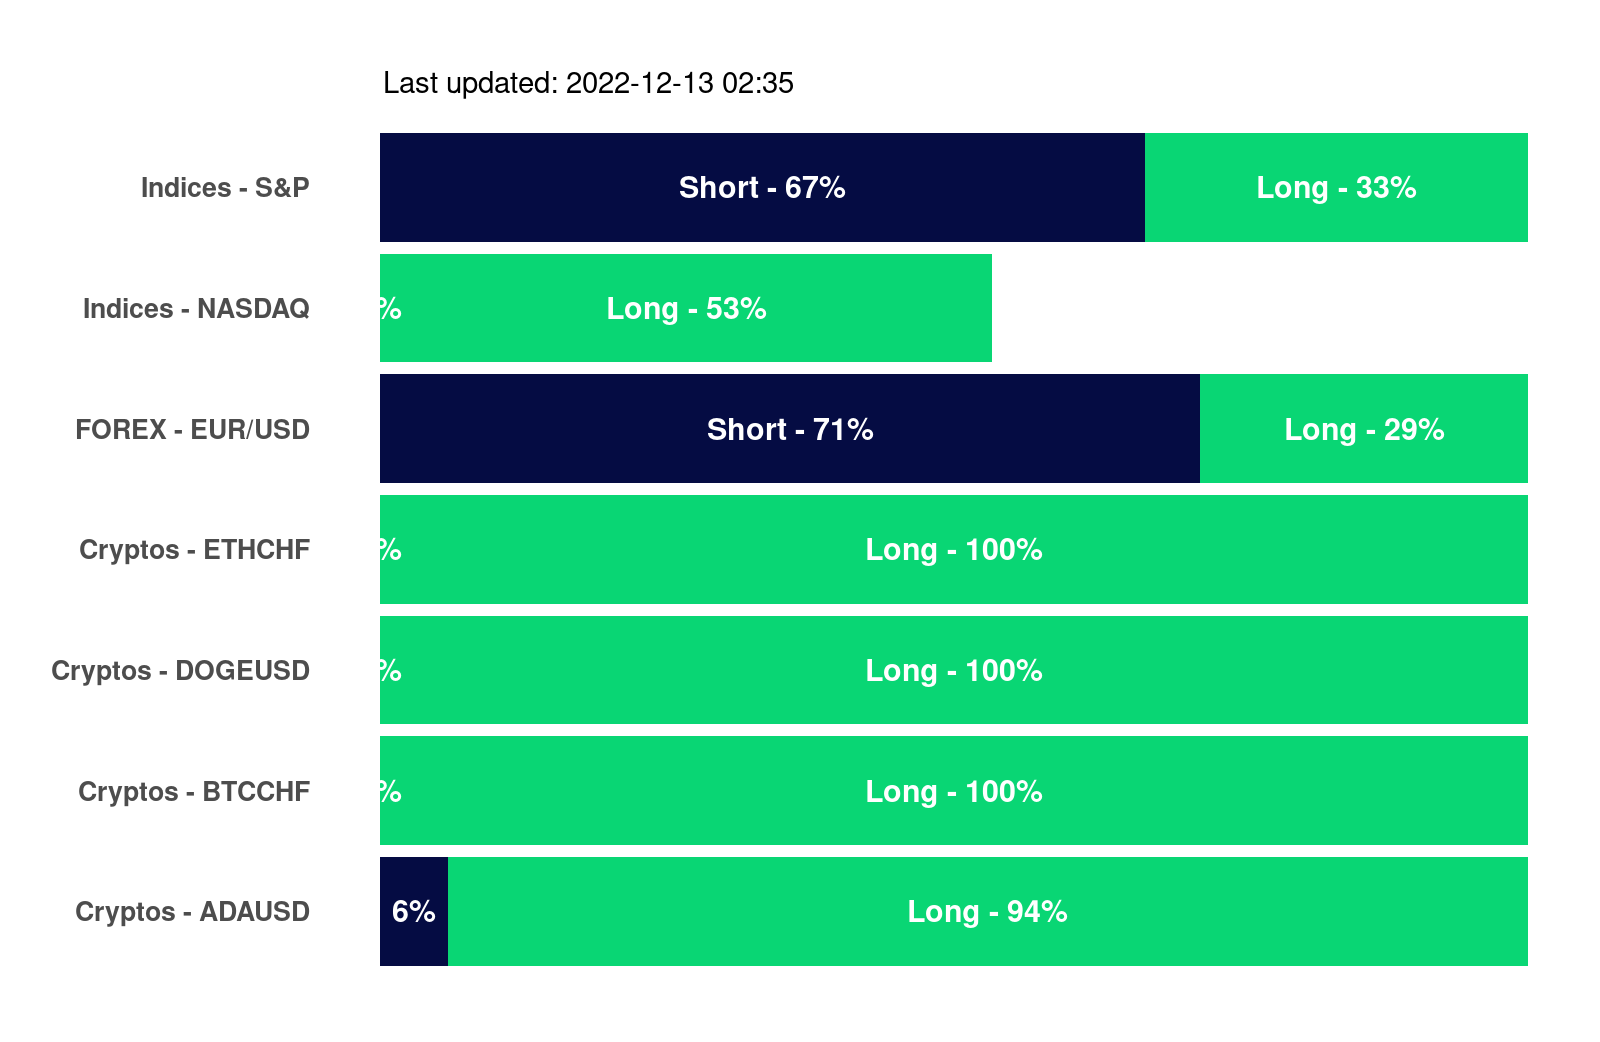 Last updated: 2022-12-13 02:35
Indices - S&P Short - 67% Long - 33%
Indices - NASDAQ % Long - 53%
FOREX - EUR/USD Short - 71% Long - 29%
Cryptos - ETHCHF % Long - 100%
Cryptos - DOGEUSD % Long - 100%
Cryptos - BTCCHF % Long - 100%
Cryptos - ADAUSD 6% Long - 94%